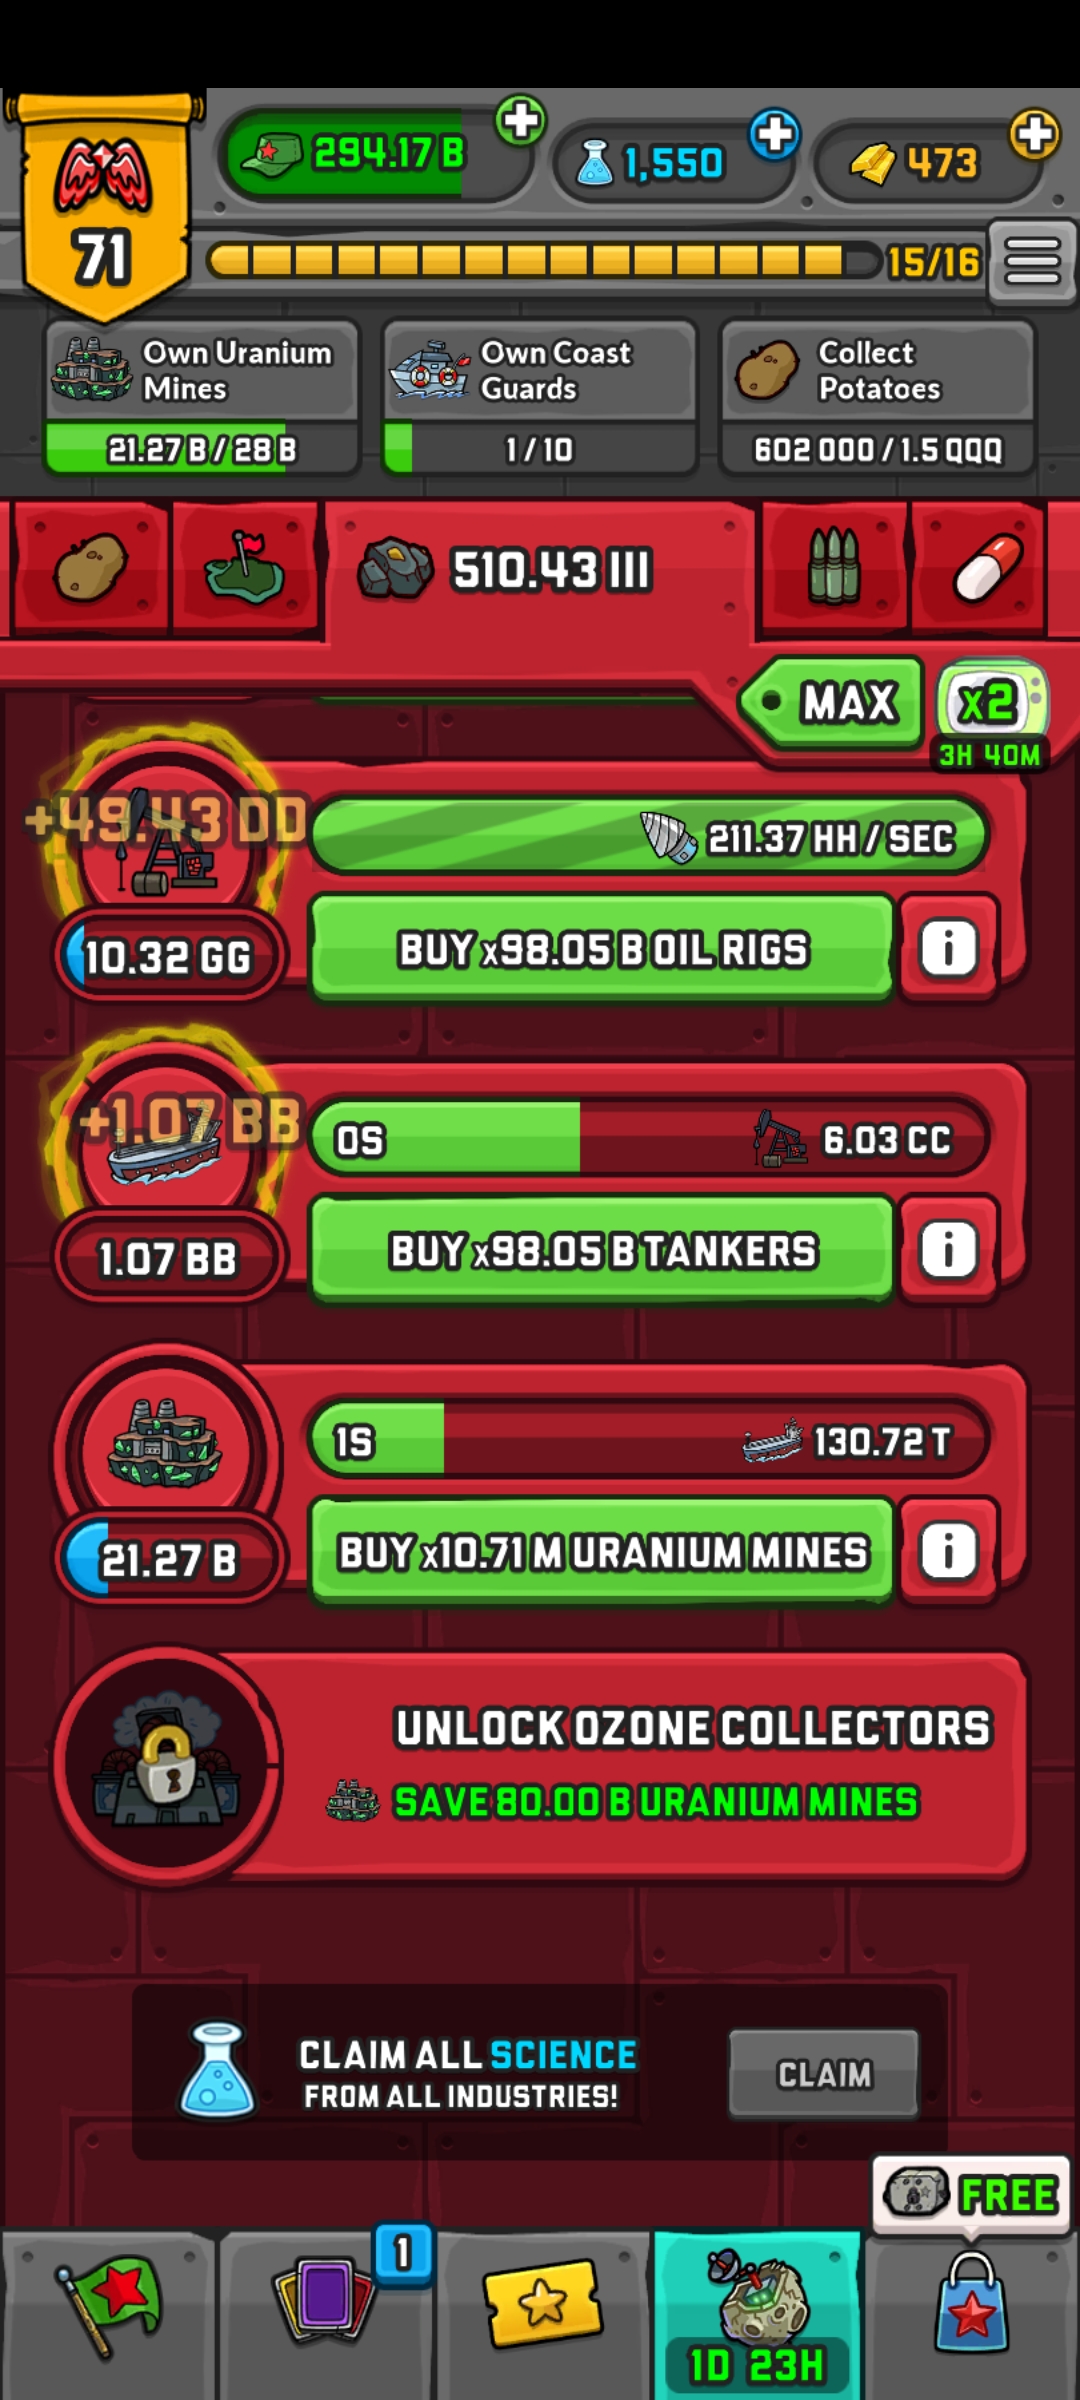 294.17 B
1,550
473
71
15/16
Own Uranium
Mines
21.27 B / 28 B
Own Coast
Guards
1 / 10
Collect
Potatoes
602 000 / 1.5 QQQ
510.43 III
MAX
x2
3H 40M
+49.43 DD
211.37 HH / SEC
10.32 GG
BUY x98.05 B OIL RIGS
i
+1.07 BB
0S
6.03 CC
1.07 BB
BUY x98.05 B TANKERS
i
1S
130.72 T
21.27 B
BUY x10.71 M URANIUM MINES
i
UNLOCK OZONE COLLECTORS
SAVE 80.00 B URANIUM MINES
CLAIM ALL SCIENCE
FROM ALL INDUSTRIES!
CLAIM
FREE
1
1D 23H